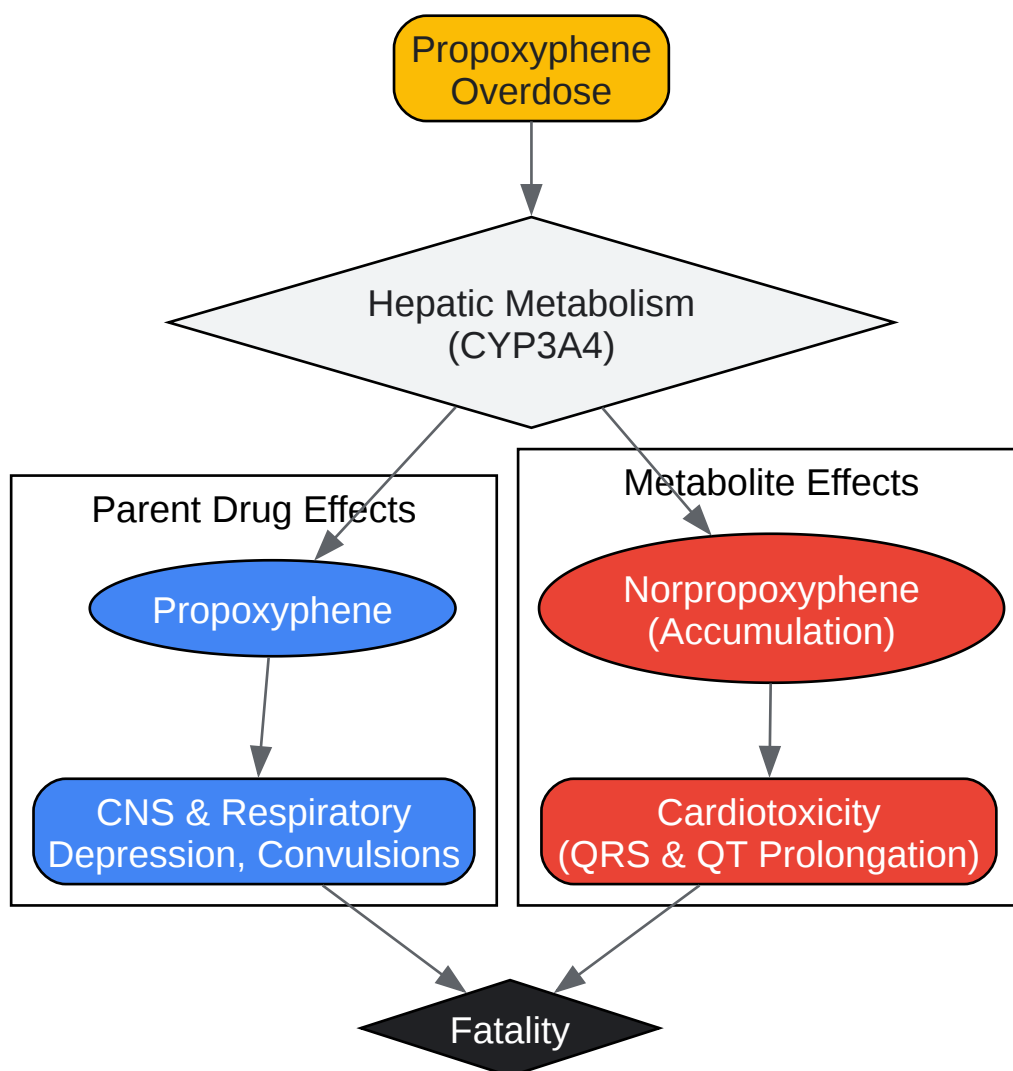 Propoxyphene
Overdose
Hepatic Metabolism
(CYP3A4)
Parent Drug Effects
Metabolite Effects
Propoxyphene
Norpropoxyphene
(Accumulation)
CNS & Respiratory
Depression, Convulsions
Cardiotoxicity
(QRS & QT Prolongation)
Fatality